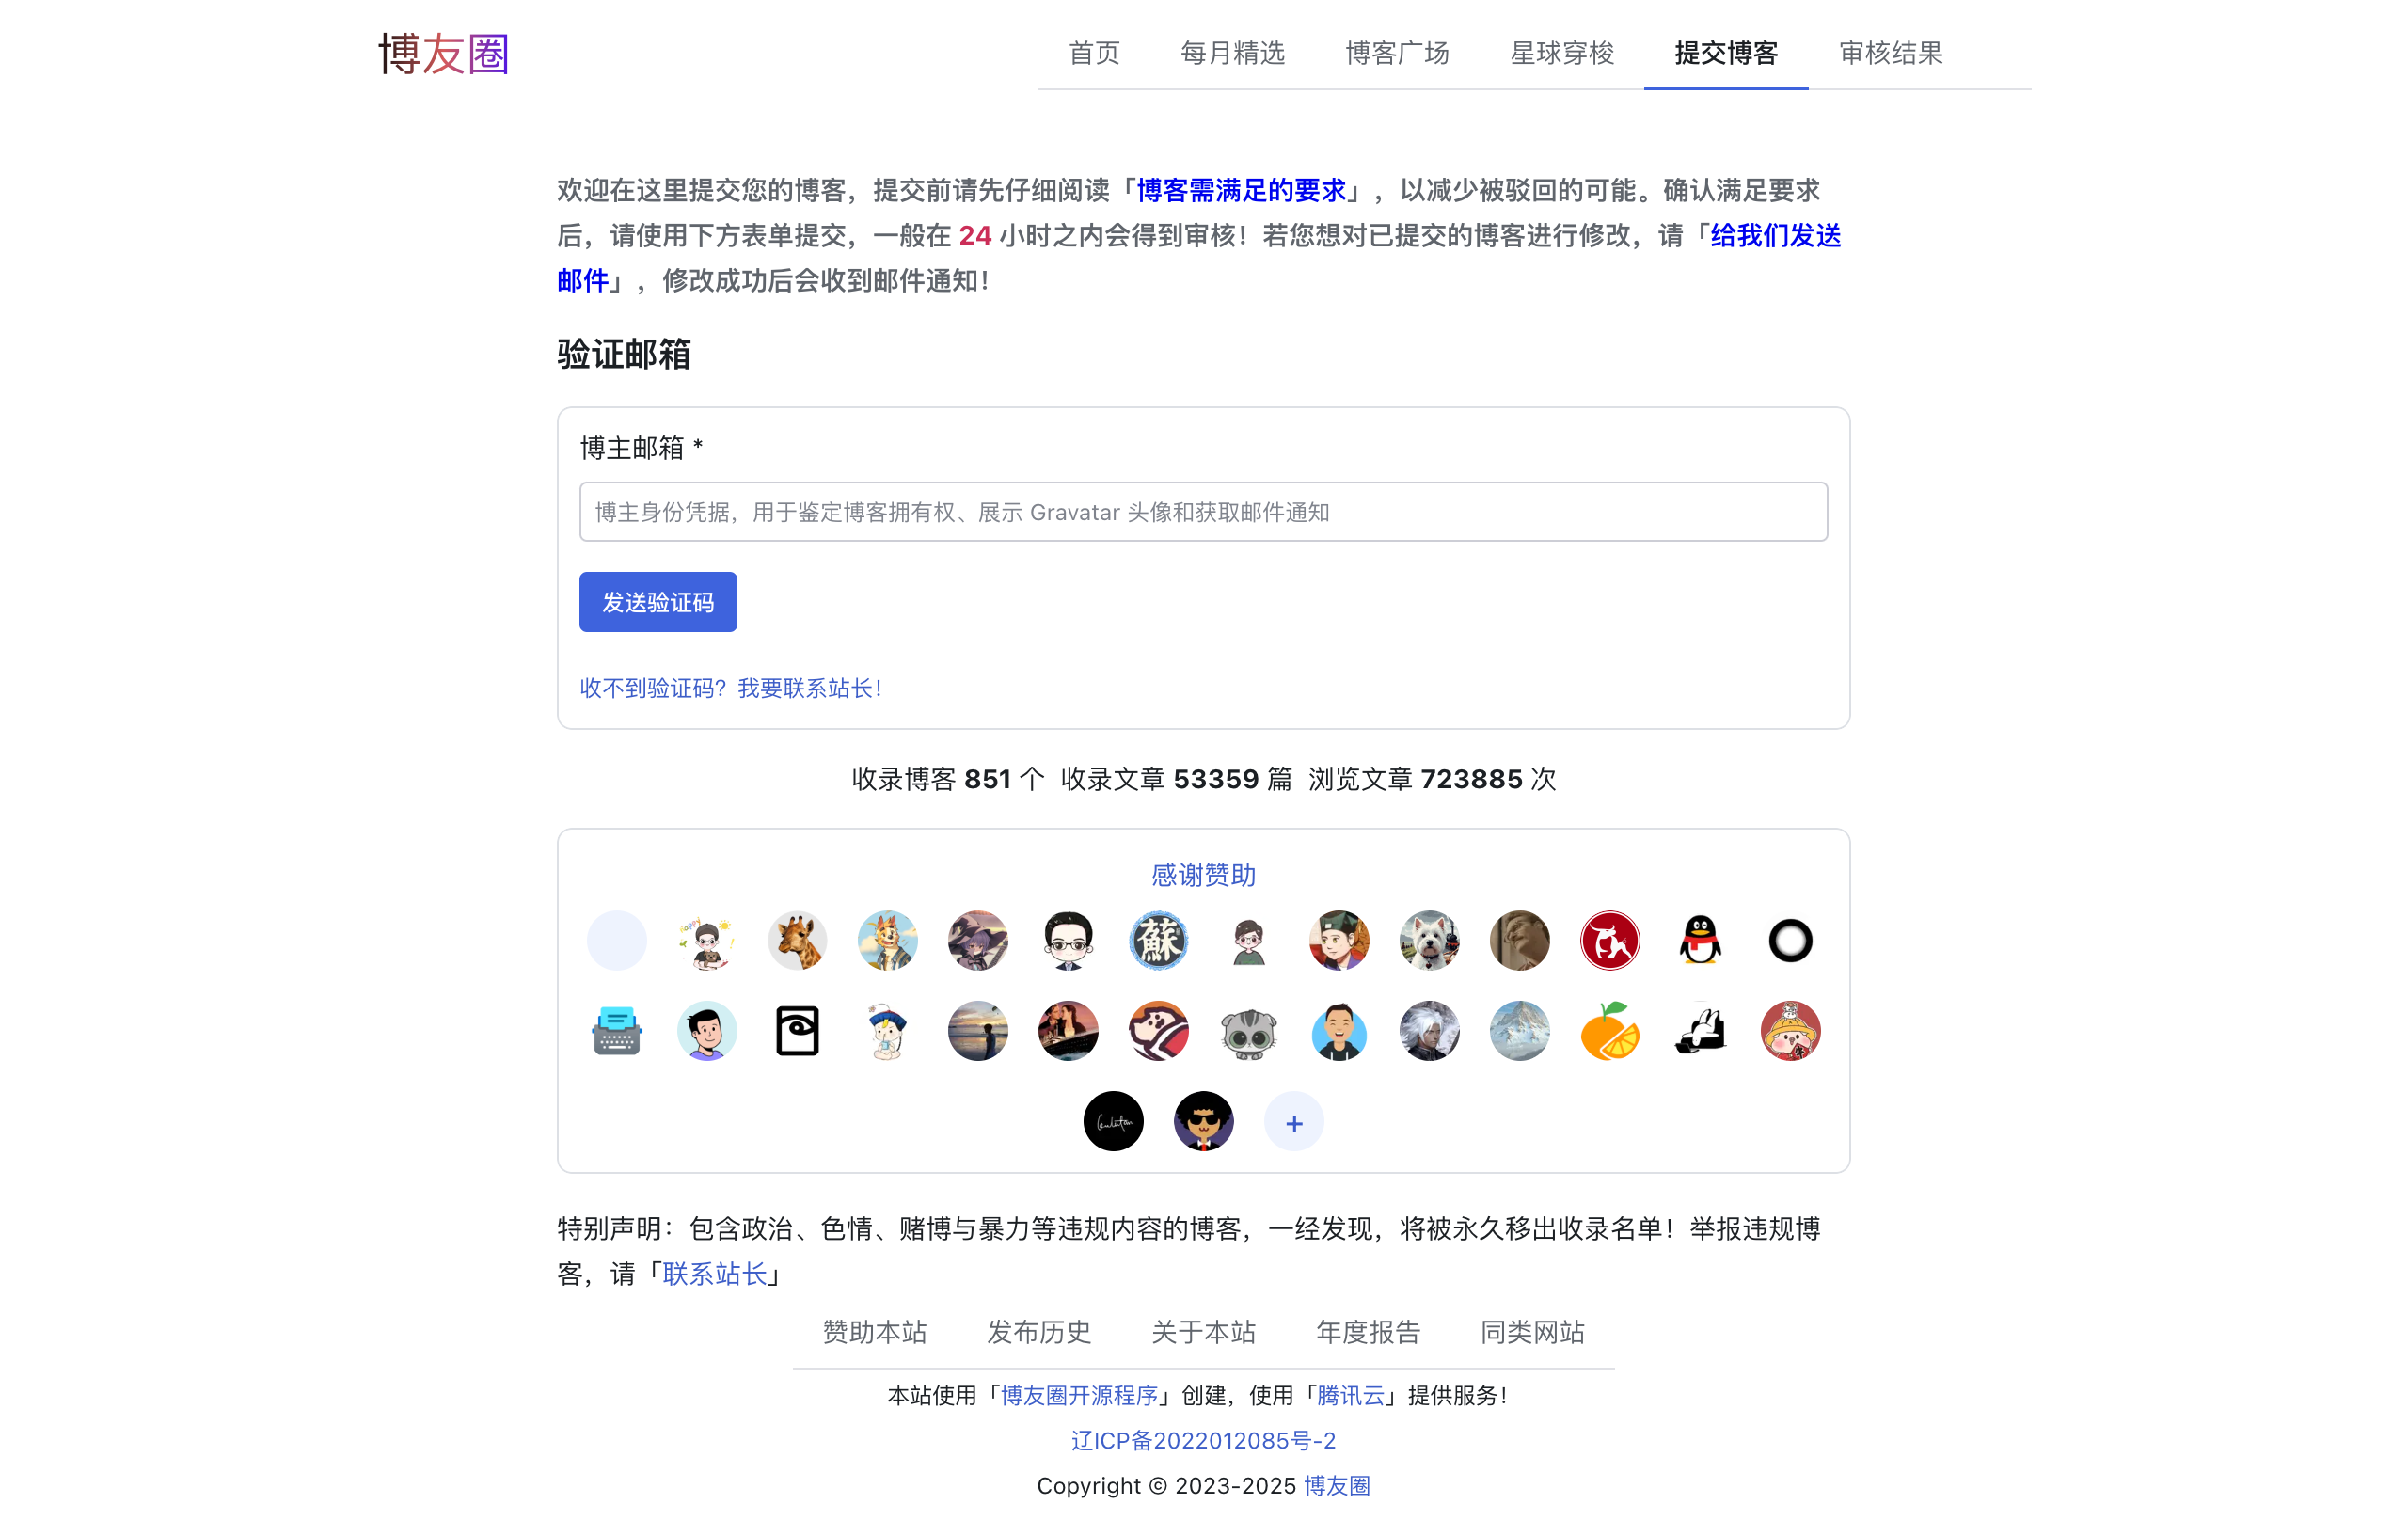 博友圈
首页 每月精选 博客广场 星球穿梭 提交博客 审核结果
欢迎在这里提交您的博客，提交前请先仔细阅读「博客需满足的要求」，以减少被驳回的可能。确认满足要求
后，请使用下方表单提交，一般在 24 小时之内会得到审核！若您想对已提交的博客进行修改，请「给我们发送
邮件」，修改成功后会收到邮件通知！
验证邮箱
博主邮箱 *
博主身份凭据，用于鉴定博客拥有权、展示 Gravatar 头像和获取邮件通知
发送验证码
收不到验证码？我要联系站长！
收录博客 851 个 收录文章 53359 篇 浏览文章 723885 次
感谢赞助
蘇
+
特别声明：包含政治、色情、赌博与暴力等违规内容的博客，一经发现，将被永久移出收录名单！举报违规博
客，请「联系站长」
赞助本站 发布历史 关于本站 年度报告 同类网站
本站使用「博友圈开源程序」创建，使用「腾讯云」提供服务！
辽ICP备2022012085号-2
Copyright © 2023-2025 博友圈